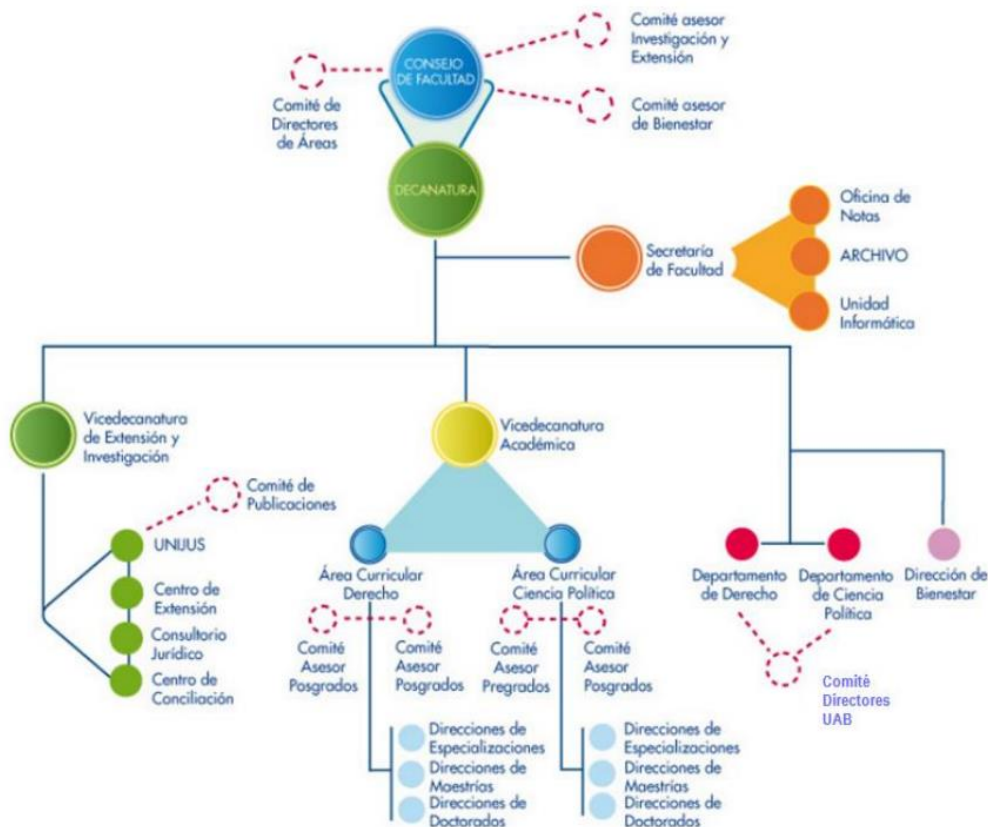 Comité asesor
Investigación y
Extensión
CONSEJO
DE FACULTAD
Comité de
Directores
de Áreas
Comité asesor
de Bienestar
DECANATURA
Oficina de
Notas
Secretaría
de Facultad
ARCHIVO
Unidad
Informática
Vicedecanatura
de Extensión y
Investigación
Vicedecanatura
Académica
Comité de
Publicaciones
UNIJUS
Centro de
Extensión
Consultorio
Jurídico
Centro de
Conciliación
Área Curricular
Derecho
Área Curricular
Ciencia Política
Comité
Asesor
Posgrados
Comité
Asesor
Posgrados
Comité
Asesor
Pregrados
Comité
Asesor
Posgrados
Direcciones de
Especializaciones
Direcciones de
Maestrías
Direcciones de
Doctorados
Direcciones de
Especializaciones
Direcciones de
Maestrías
Direcciones de
Doctorados
Departamento
de Derecho
Departamento
de Ciencia
Política
Dirección de
Bienestar
Comité
Directores
UAB